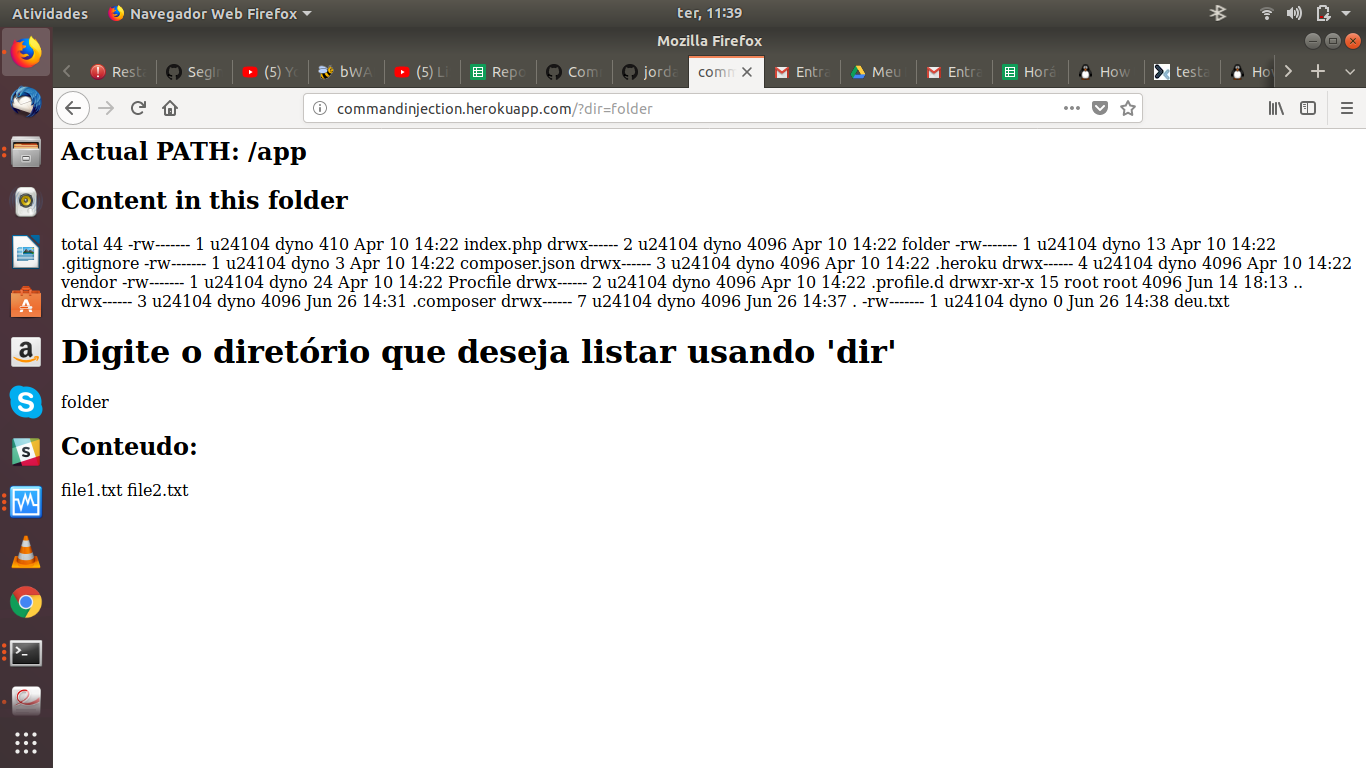 Atividades Navegador Web Firefox ter, 11:39
Mozilla Firefox
Resta SegIn (5) Yo bWA (5) Li Repo Com jorda comm Entra Meu Entra Horá How testa How
commandinjection.herokuapp.com/?dir=folder
Actual PATH: /app
Content in this folder
total 44 -rw------- 1 u24104 dyno 410 Apr 10 14:22 index.php drwx------ 2 u24104 dyno 4096 Apr 10 14:22 folder -rw------- 1 u24104 dyno 13 Apr 10 14:22
.gitignore -rw------- 1 u24104 dyno 3 Apr 10 14:22 composer.json drwx------ 3 u24104 dyno 4096 Apr 10 14:22 .heroku drwx------ 4 u24104 dyno 4096 Apr 10 14:22
vendor -rw------- 1 u24104 dyno 24 Apr 10 14:22 Procfile drwx------ 2 u24104 dyno 4096 Apr 10 14:22 .profile.d drwxr-xr-x 15 root root 4096 Jun 14 18:13 ..
drwx------ 3 u24104 dyno 4096 Jun 26 14:31 .composer drwx------ 7 u24104 dyno 4096 Jun 26 14:37 . -rw------- 1 u24104 dyno 0 Jun 26 14:38 deu.txt
Digite o diretório que deseja listar usando 'dir'
folder
Conteudo:
file1.txt file2.txt